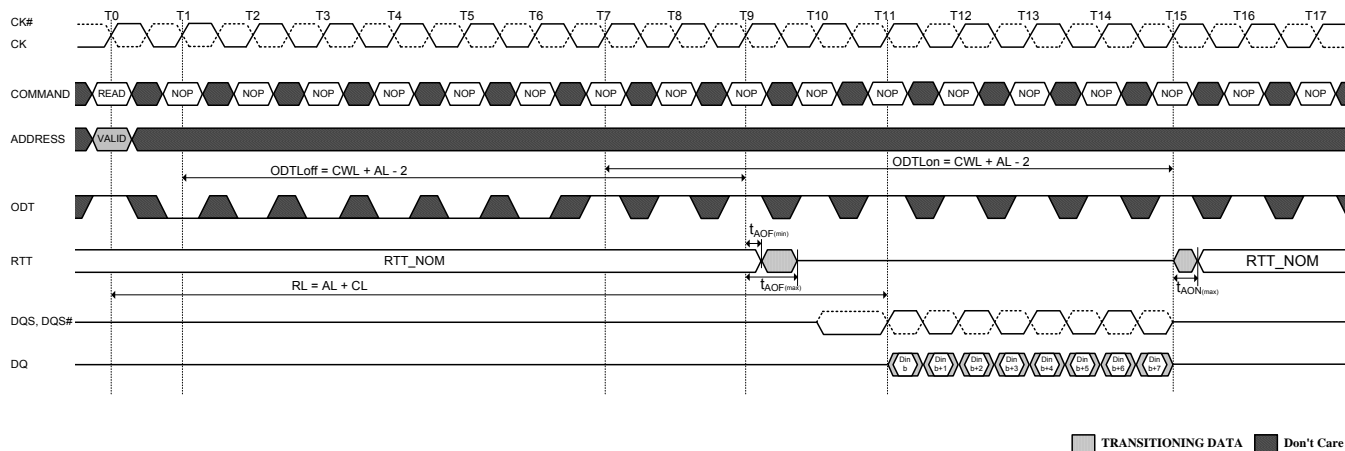 T0 T1 T2 T3 T4 T5 T6 T7 T8 T9 T10 T11 T12 T13 T14 T15 T16 T17
CK#
CK
COMMAND READ NOP NOP NOP NOP NOP NOP NOP NOP NOP NOP NOP NOP NOP NOP NOP NOP NOP
ADDRESS VALID
ODTLoff = CWL + AL - 2
ODTLon = CWL + AL - 2
ODT
tAOF(min)
RTT RTT_NOM RTT_NOM
tAOF(max)
tAON(max)
RL = AL + CL
DQS, DQS#
DQ Din b Din b+1 Din b+2 Din b+3 Din b+4 Din b+5 Din b+6 Din b+7
TRANSITIONING DATA Don't Care